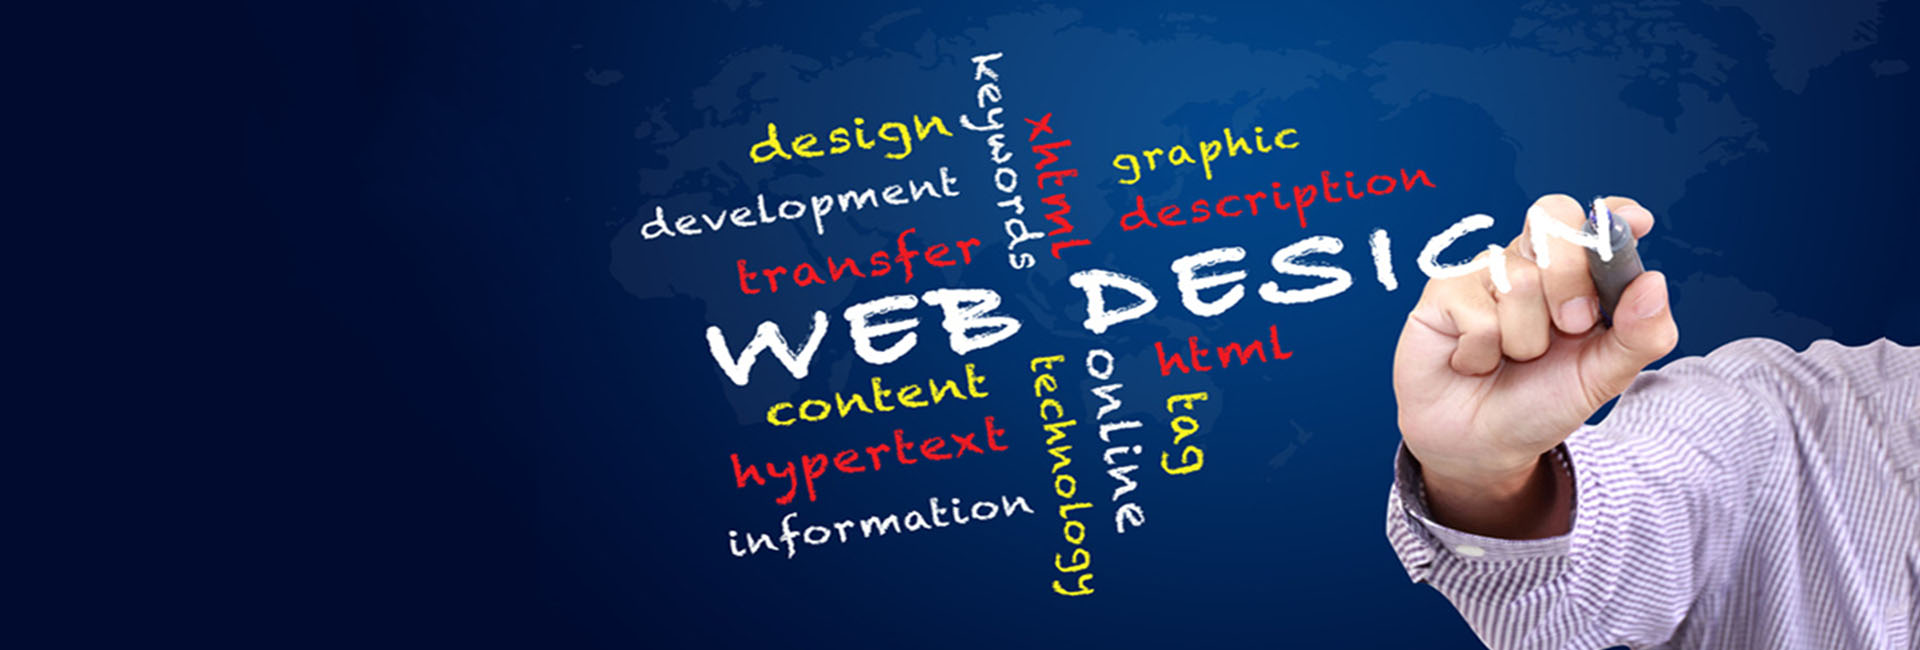 keywords
design
xhtml
graphic
development
description
transfer
WEB DESIGN
content
technology
online
html
tag
hypertext
information